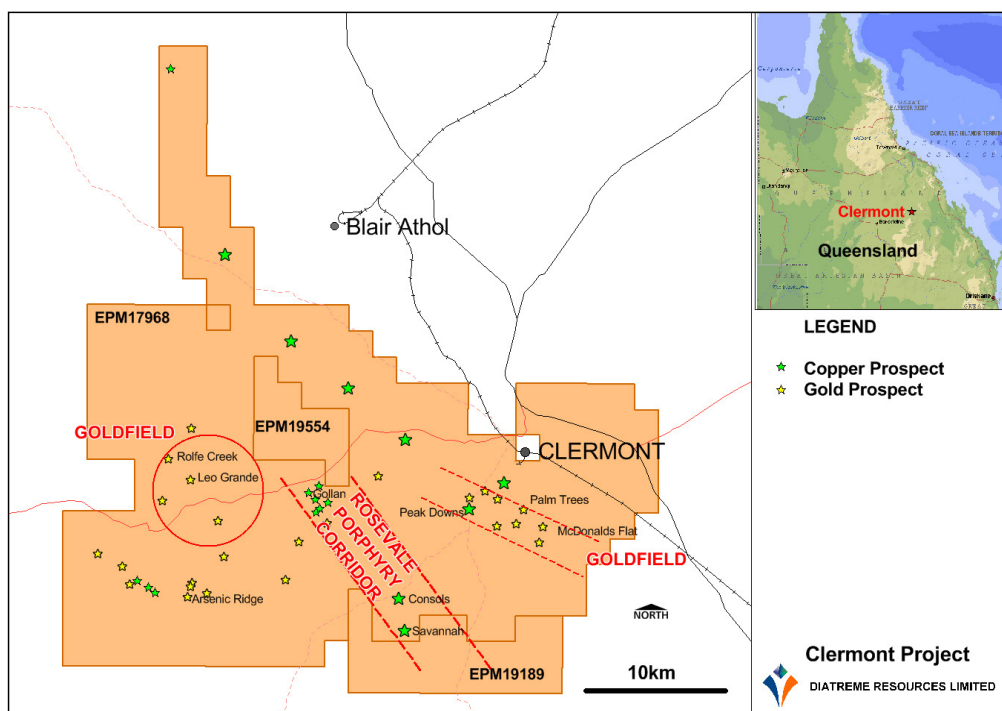 Blair Athol
EPM17968
EPM19554
GOLDFIELD
Rolfe Creek
Leo Grande
CLERMONT
Gollan
Peak Downs
Palm Trees
McDonalds Flat
ROSEVALE
PORPHYRY
CORRIDOR
GOLDFIELD
Arsenic Ridge
Consols
Savannah
NORTH
EPM19189
10km
Clermont
Queensland
Brisbane
LEGEND
Copper Prospect
Gold Prospect
Clermont Project
DIATREME RESOURCES LIMITED